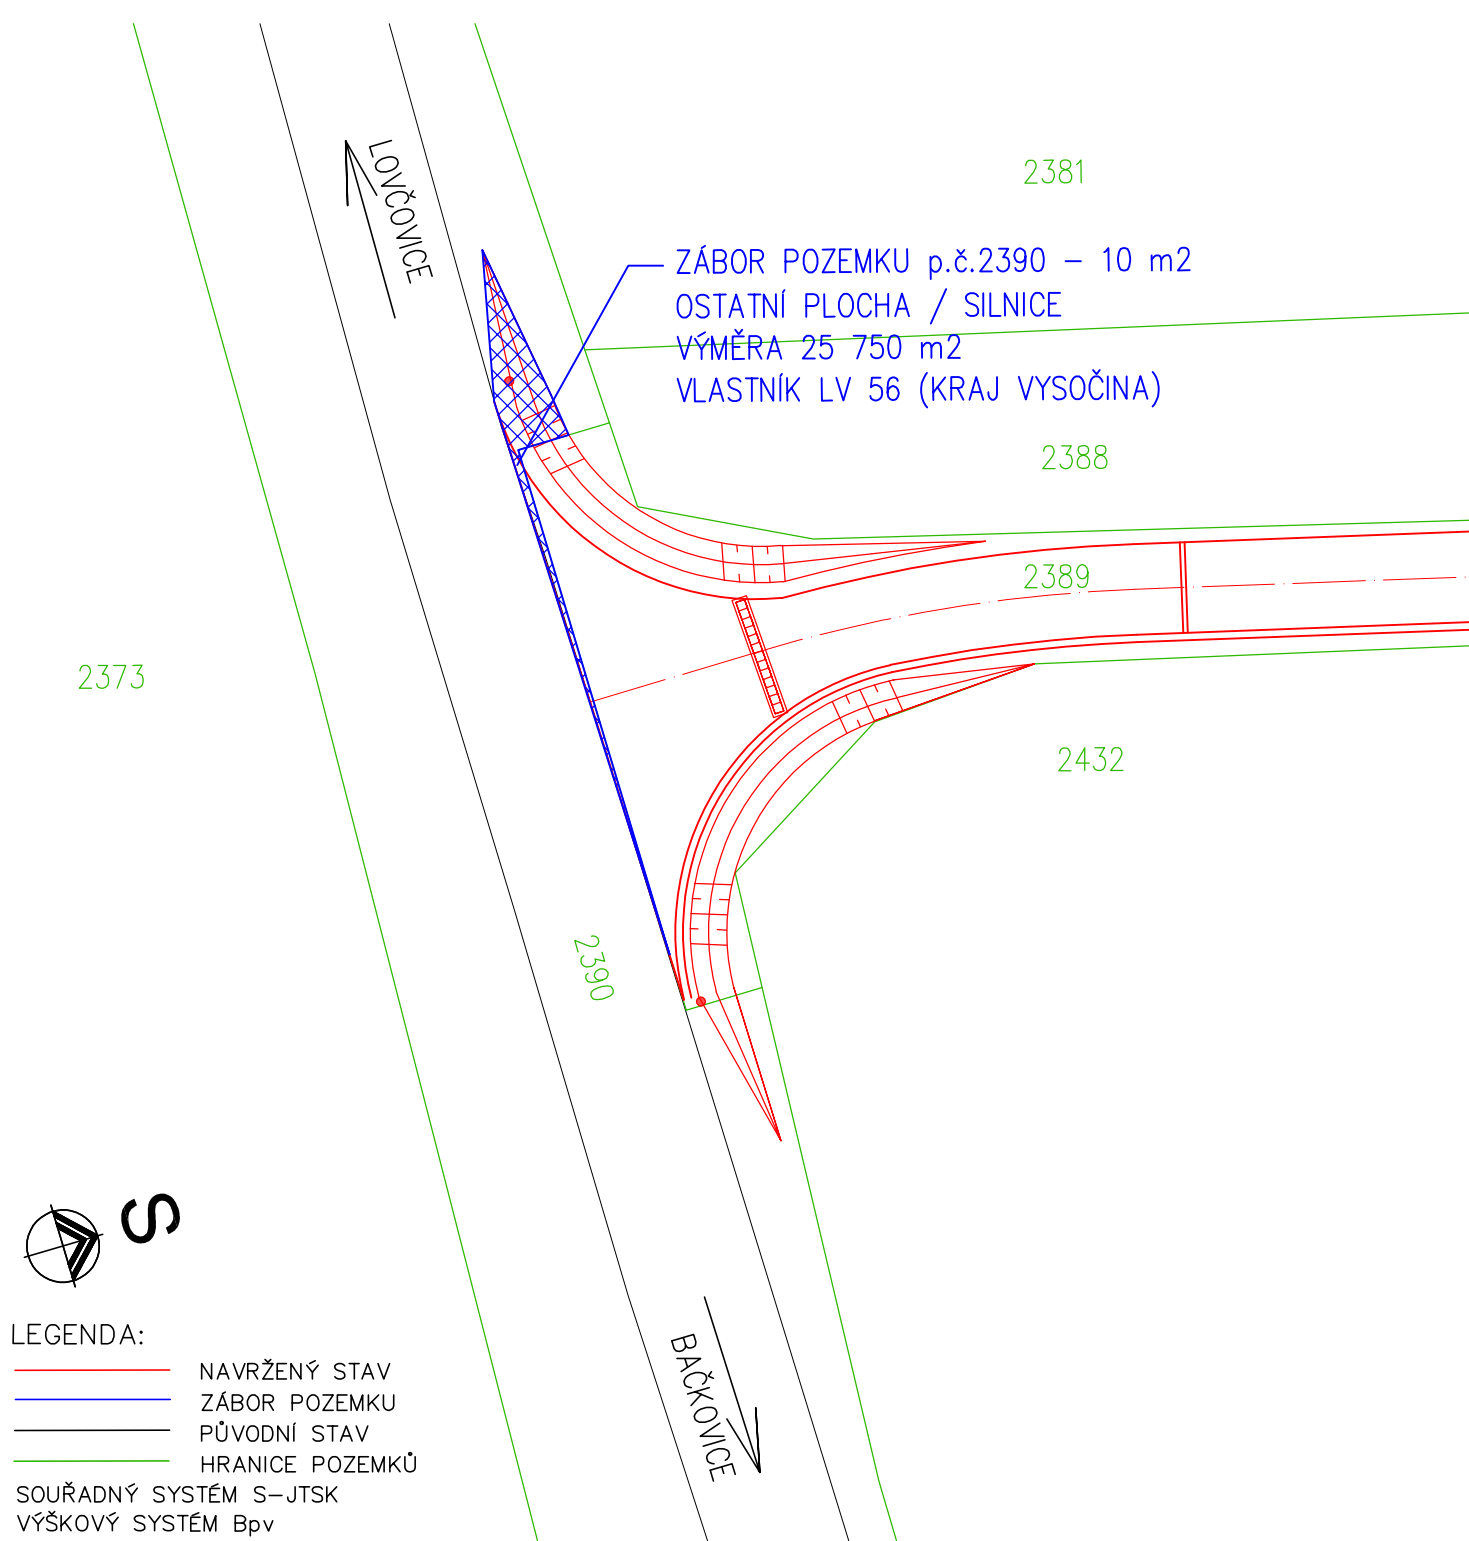 LOVČOVICE
2381
ZÁBOR POZEMKU p.č.2390 – 10 m2
OSTATNÍ PLOCHA / SILNICE
VÝMĚRA 25 750 m2
VLASTNÍK LV 56 (KRAJ VYSOČINA)
2388
2389
2373
2432
2390
S
BAČKOVICE
LEGENDA:
NAVRŽENÝ STAV
ZÁBOR POZEMKU
PŮVODNÍ STAV
HRANICE POZEMKŮ
SOUŘADNÝ SYSTÉM S–JTSK
VÝŠKOVÝ SYSTÉM Bpv